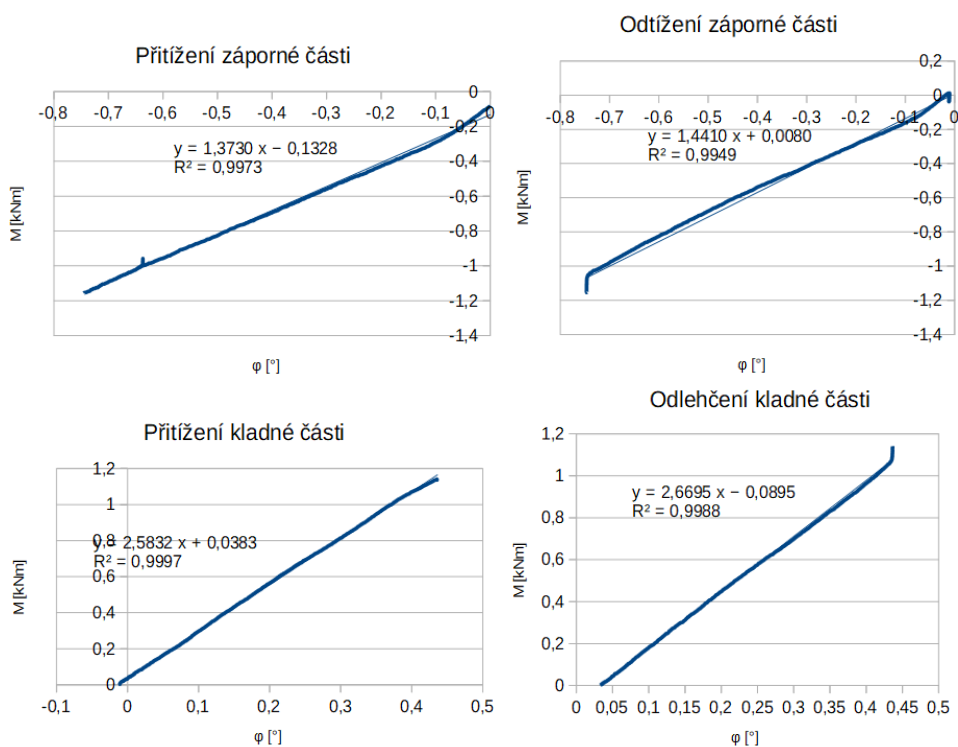 Přitížení záporné části
0
-0,8 -0,7 -0,6 -0,5 -0,4 -0,3 -0,2 -0,1 0
-0,2
y = 1,3730 x − 0,1328
R² = 0,9973
-0,4
-0,6
-0,8
-1
-1,2
-1,4
M [kNm]
φ [°]
Odtížení záporné části
0,2
0
-0,8 -0,7 -0,6 -0,5 -0,4 -0,3 -0,2 -0,1 0
-0,2
y = 1,4410 x + 0,0080
R² = 0,9949
-0,4
-0,6
-0,8
-1
-1,2
-1,4
M [kNm]
φ [°]
Přitížení kladné části
1,2
1
0,8
y = 2,5832 x + 0,0383
R² = 0,9997
0,6
0,4
0,2
0
-0,1 0 0,1 0,2 0,3 0,4 0,5
M [kNm]
φ [°]
Odlehčení kladné části
1,2
1
y = 2,6695 x − 0,0895
R² = 0,9988
0,8
0,6
0,4
0,2
0
0 0,05 0,1 0,15 0,2 0,25 0,3 0,35 0,4 0,45 0,5
M [kNm]
φ [°]